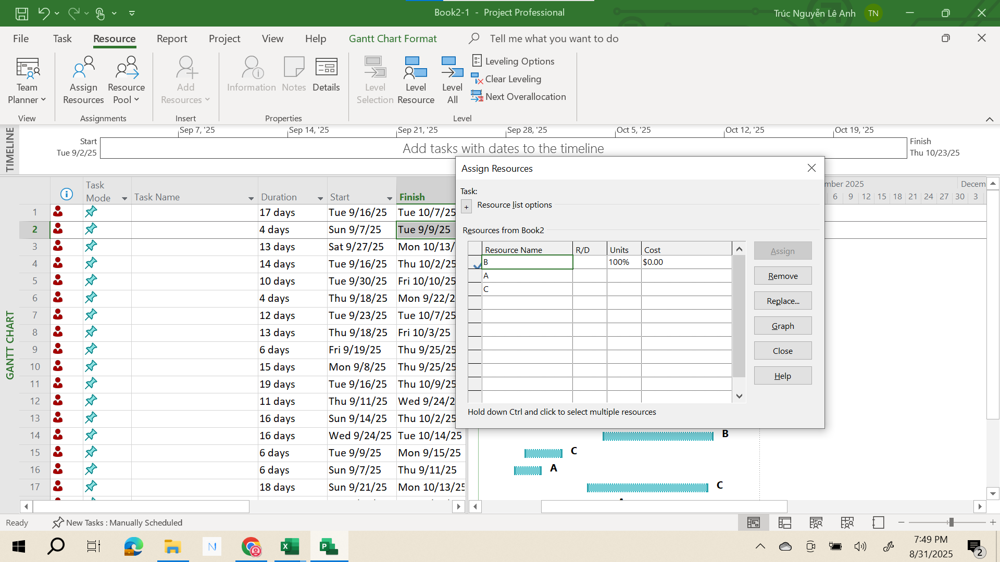 Book2-1 - Project Professional
Trúc Nguyễn Lê Anh
TN
File Task Resource Report Project View Help Gantt Chart Format Tell me what you want to do
Team Planner
Assign Resources
Resource Pool
Add Resources
Information
Notes
Details
Level Selection
Level Resource
Level All
Leveling Options
Clear Leveling
Next Overallocation
View Assignments Insert Properties Level
TIMELINE
Sep 7, '25 Sep 14, '25 Sep 21, '25 Sep 28, '25 Oct 5, '25 Oct 12, '25 Oct 19, '25
Start
Tue 9/2/25
Add tasks with dates to the timeline
Finish
Thu 10/23/25
GANTT CHART
Task Mode Task Name Duration Start Finish
1 17 days Tue 9/16/25 Tue 10/7/25
2 4 days Sun 9/7/25 Tue 9/9/25
3 13 days Sat 9/27/25 Mon 10/13/
4 14 days Tue 9/16/25 Thu 10/2/25
5 10 days Tue 9/30/25 Fri 10/10/25
6 4 days Thu 9/18/25 Mon 9/22/2
7 12 days Tue 9/23/25 Tue 10/7/25
8 13 days Thu 9/18/25 Fri 10/3/25
9 6 days Fri 9/19/25 Thu 9/25/25
10 15 days Mon 9/8/25 Thu 9/25/25
11 19 days Tue 9/16/25 Thu 10/9/25
12 11 days Thu 9/11/25 Wed 9/24/2
13 16 days Sun 9/14/25 Thu 10/2/25
14 16 days Wed 9/24/25 Tue 10/14/25
15 6 days Tue 9/9/25 Mon 9/15/25
16 6 days Sun 9/7/25 Thu 9/11/25
17 18 days Sun 9/21/25 Mon 10/13/25
mber 2025 Decem
6 9 12 15 18 21 24 27 30 3
B
C
A
C
Assign Resources
Task:
+ Resource list options
Resources from Book2
Resource Name R/D Units Cost
B 100% $0.00
A
C
Assign
Remove
Replace...
Graph
Close
Help
Hold down Ctrl and click to select multiple resources
Ready New Tasks : Manually Scheduled
7:49 PM
8/31/2025
2